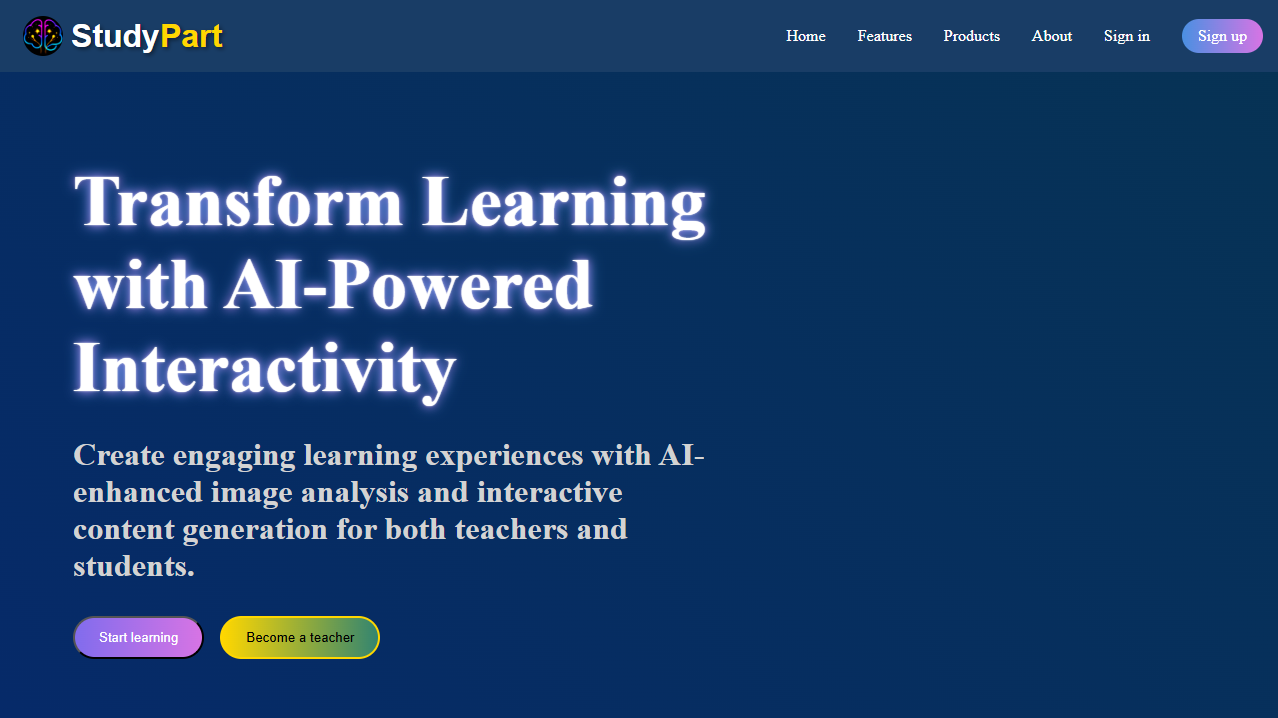 StudyPart
Home
Features
Products
About
Sign in
Sign up
Transform Learning
with AI-Powered
Interactivity
Create engaging learning experiences with AI-
enhanced image analysis and interactive
content generation for both teachers and
students.
Start learning
Become a teacher